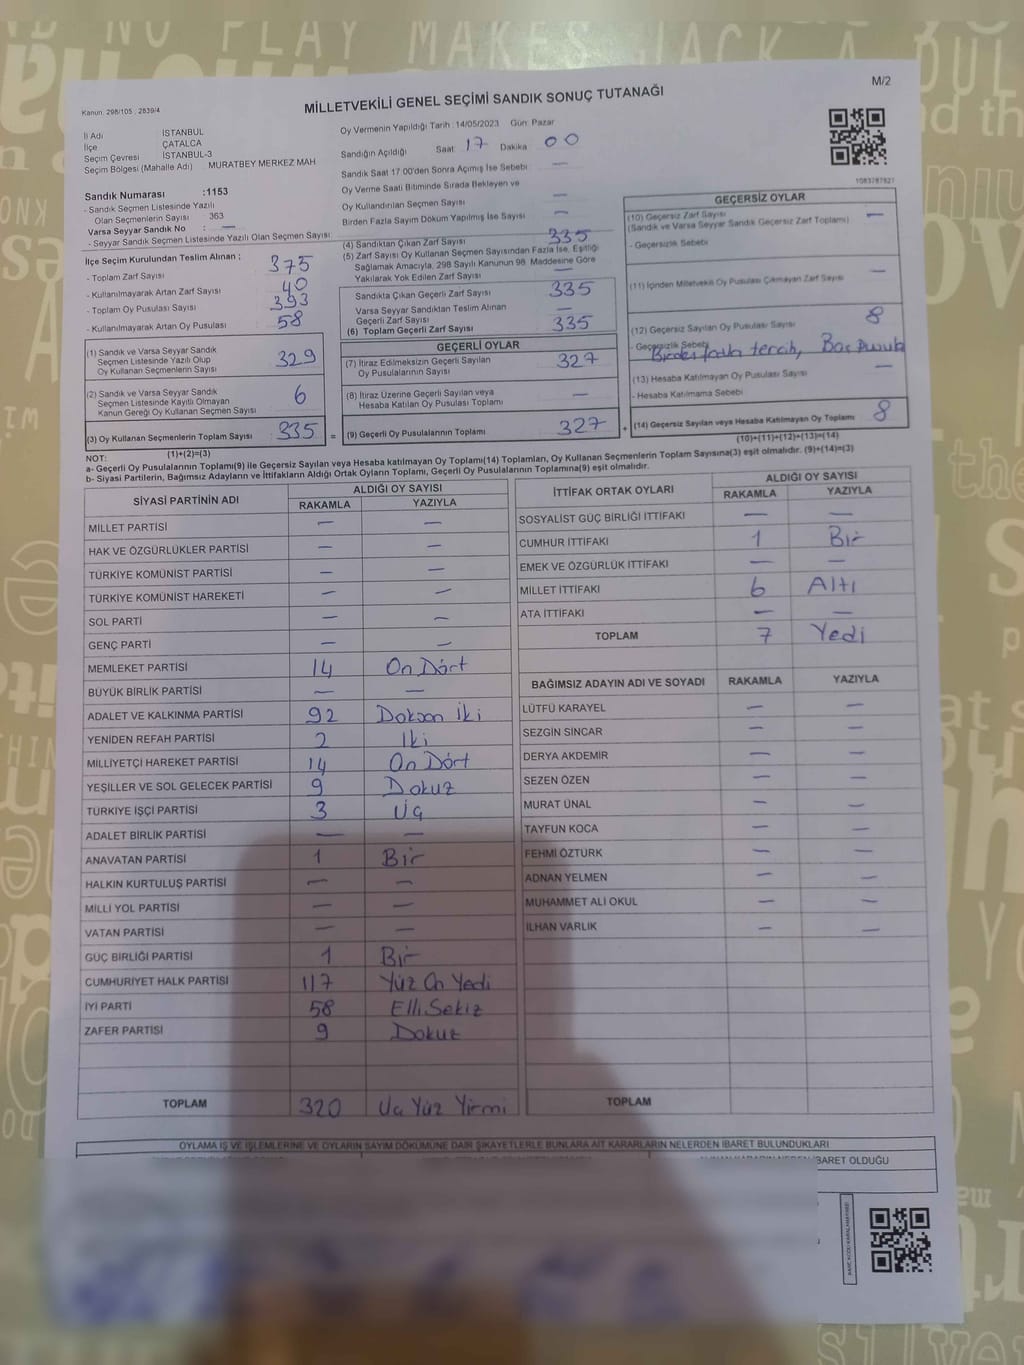 M/2
Kanun: 298/105 : 2839/4
MİLLETVEKİLİ GENEL SEÇİMİ SANDIK SONUÇ TUTANAĞI
İl Adı İSTANBUL
İlçe ÇATALCA
Seçim Çevresi İSTANBUL-3
Seçim Bölgesi (Mahalle Adı) MURATBEY MERKEZ MAH
Oy Vermenin Yapıldığı Tarih : 14/05/2023 Gün: Pazar
Sandığın Açıldığı Saat: 17 Dakika 00
Sandık Saat 17:00'den Sonra Açımış İse Sebebi —
Oy Verme Saati Bitiminde Sırada Bekleyen ve
Oy Kullandırılan Seçmen Sayısı —
Birden Fazla Sayım Döküm Yapılmış İse Sayısı —
1083787827
Sandık Numarası :1153
- Sandık Seçmen Listesinde Yazılı
Olan Seçmenlerin Sayısı 363
Varsa Seyyar Sandık No : —
- Seyyar Sandık Seçmen Listesinde Yazılı Olan Seçmen Sayısı:
İlçe Seçim Kurulundan Teslim Alınan ;
- Toplam Zarf Sayısı 375
- Kullanılmayarak Artan Zarf Sayısı 40
- Toplam Oy Pusulası Sayısı 393
- Kullanılmayarak Artan Oy Pusulası 58
(1) Sandık ve Varsa Seyyar Sandık
Seçmen Listesinde Yazılı Olup
Oy Kullanan Seçmenlerin Sayısı 329
(2) Sandık ve Varsa Seyyar Sandık
Seçmen Listesinde Kayıtlı Olmayan
Kanun Gereği Oy Kullanan Seçmen Sayısı 6
(3) Oy Kullanan Seçmenlerin Toplam Sayısı 335 =
(1)+(2)=(3)
(4) Sandıktan Çıkan Zarf Sayısı 335
(5) Zarf Sayısı Oy Kullanan Seçmen Sayısından Fazla İse, Eşitliği
Sağlamak Amacıyla, 298 Sayılı Kanunun 98. Maddesine Göre
Yakılarak Yok Edilen Zarf Sayısı —
Sandıkta Çıkan Geçerli Zarf Sayısı 335
Varsa Seyyar Sandıktan Teslim Alınan
Geçerli Zarf Sayısı —
(6) Toplam Geçerli Zarf Sayısı 335
GEÇERLİ OYLAR
(7) İtiraz Edilmeksizin Geçerli Sayılan
Oy Pusulalarının Sayısı 327
(8) İtiraz Üzerine Geçerli Sayılan veya
Hesaba Katılan Oy Pusulası Toplamı —
(9) Geçerli Oy Pusulalarının Toplamı 327 +
GEÇERSİZ OYLAR
(10) Geçersiz Zarf Sayısı —
(Sandık ve Varsa Seyyar Sandık Geçersiz Zarf Toplamı)
- Geçersizlik Sebebi
(11) İçinden Milletvekili Oy Pusulası Çıkmayan Zarf Sayısı —
(12) Geçersiz Sayılan Oy Pusulası Sayısı 8
- Geçersizlik Sebebi Birden fazla tercih, Boş Pusula
(13) Hesaba Katılmayan Oy Pusulası Sayısı —
- Hesaba Katılmama Sebebi
(14) Geçersiz Sayılan veya Hesaba Katılmayan Oy Toplamı 8
(10)+(11)+(12)+(13)=(14)
NOT:
a- Geçerli Oy Pusulalarının Toplamı(9) ile Geçersiz Sayılan veya Hesaba katılmayan Oy Toplamı(14) Toplamları, Oy Kullanan Seçmenlerin Toplam Sayısına(3) eşit olmalıdır. (9)+(14)=(3)
b- Siyasi Partilerin, Bağımsız Adayların ve İttifakların Aldığı Ortak Oyların Toplamı, Geçerli Oy Pusulalarının Toplamına(9) eşit olmalıdır.
SİYASİ PARTİNİN ADI ALDIĞI OY SAYISI
RAKAMLA YAZIYLA
MİLLET PARTİSİ — —
HAK VE ÖZGÜRLÜKLER PARTİSİ — —
TÜRKİYE KOMÜNİST PARTİSİ — —
TÜRKİYE KOMÜNİST HAREKETİ — —
SOL PARTİ — —
GENÇ PARTİ — —
MEMLEKET PARTİSİ 14 On Dört
BÜYÜK BİRLİK PARTİSİ — —
ADALET VE KALKINMA PARTİSİ 92 Doksan İki
YENİDEN REFAH PARTİSİ 2 İki
MİLLİYETÇİ HAREKET PARTİSİ 14 On Dört
YEŞİLLER VE SOL GELECEK PARTİSİ 9 Dokuz
TÜRKİYE İŞÇİ PARTİSİ 3 Üç
ADALET BİRLİK PARTİSİ — —
ANAVATAN PARTİSİ 1 Bir
HALKIN KURTULUŞ PARTİSİ — —
MİLLİ YOL PARTİSİ — —
VATAN PARTİSİ — —
GÜÇ BİRLİĞİ PARTİSİ 1 Bir
CUMHURİYET HALK PARTİSİ 117 Yüz On Yedi
İYİ PARTİ 58 Elli Sekiz
ZAFER PARTİSİ 9 Dokuz
TOPLAM 320 Üç Yüz Yirmi
İTTİFAK ORTAK OYLARI ALDIĞI OY SAYISI
RAKAMLA YAZIYLA
SOSYALİST GÜÇ BİRLİĞİ İTTİFAKI — —
CUMHUR İTTİFAKI 1 Bir
EMEK VE ÖZGÜRLÜK İTTİFAKI — —
MİLLET İTTİFAKI 6 Altı
ATA İTTİFAKI — —
TOPLAM 7 Yedi
BAĞIMSIZ ADAYIN ADI VE SOYADI RAKAMLA YAZIYLA
LÜTFÜ KARAYEL — —
SEZGİN SİNCAR — —
DERYA AKDEMİR — —
SEZEN ÖZEN — —
MURAT ÜNAL — —
TAYFUN KOCA — —
FEHMİ ÖZTÜRK — —
ADNAN YELMEN — —
MUHAMMET ALİ OKUL — —
İLHAN VARLIK — —
TOPLAM
OYLAMA İŞ VE İŞLEMLERİNE VE OYLARIN SAYIM DÖKÜMÜNE DAİR ŞİKAYETLERLE BUNLARA AİT KARARLARIN NELERDEN İBARET BULUNDUKLARI
İBARET OLDUĞU